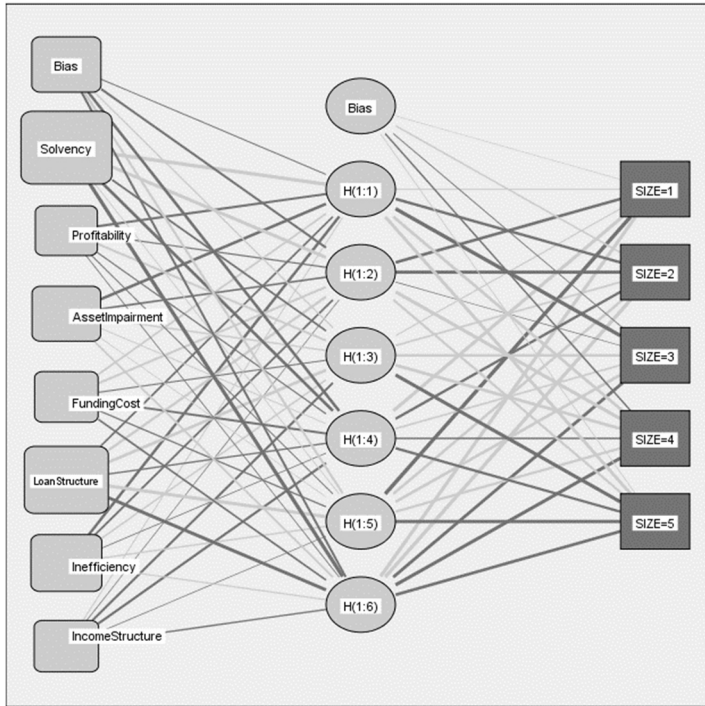 Bias
Solvency
Profitability
AssetImpairment
FundingCost
LoanStructure
Inefficiency
IncomeStructure
Bias
H(1:1)
H(1:2)
H(1:3)
H(1:4)
H(1:5)
H(1:6)
SIZE=1
SIZE=2
SIZE=3
SIZE=4
SIZE=5